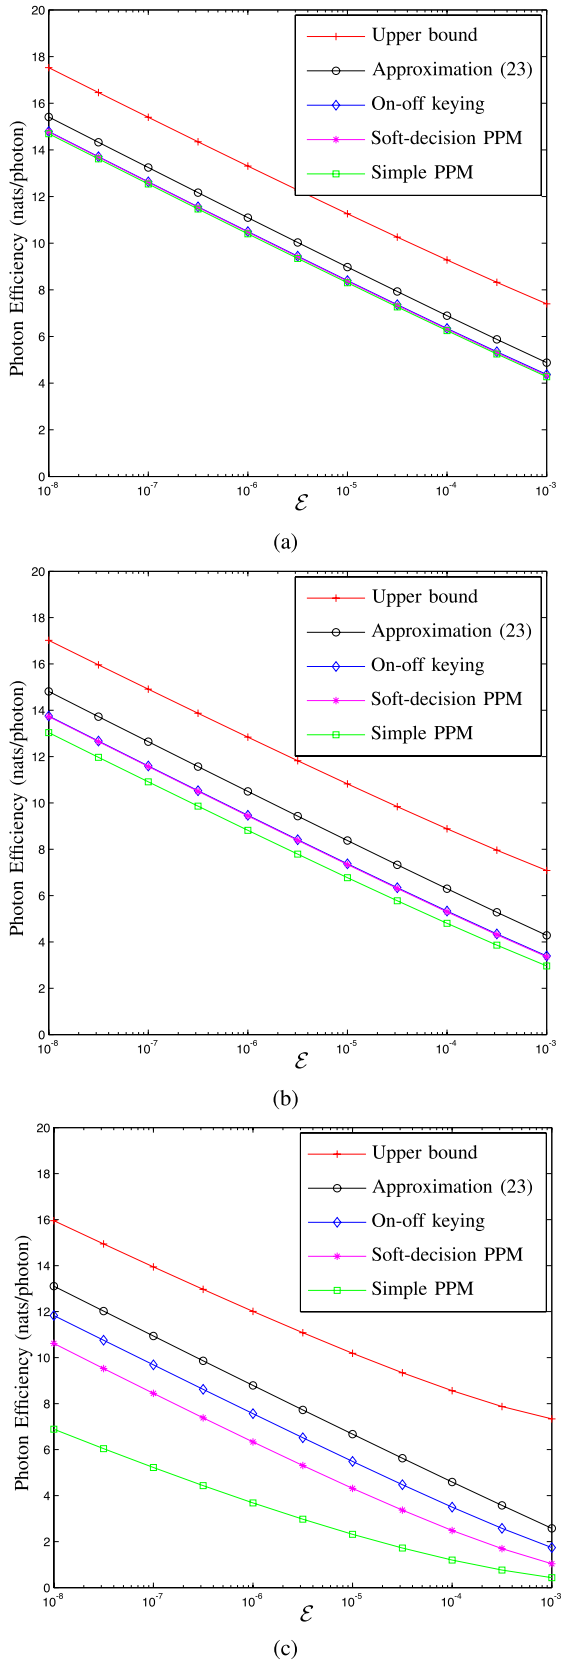 20
18
16
14
12
10
8
6
4
2
0
Photon Efficiency (nats/photon)
Upper bound
Approximation (23)
On-off keying
Soft-decision PPM
Simple PPM
10⁻⁸ 10⁻⁷ 10⁻⁶ 10⁻⁵ 10⁻⁴ 10⁻³
ℰ
(a)
20
18
16
14
12
10
8
6
4
2
0
Photon Efficiency (nats/photon)
Upper bound
Approximation (23)
On-off keying
Soft-decision PPM
Simple PPM
10⁻⁸ 10⁻⁷ 10⁻⁶ 10⁻⁵ 10⁻⁴ 10⁻³
ℰ
(b)
20
18
16
14
12
10
8
6
4
2
0
Photon Efficiency (nats/photon)
Upper bound
Approximation (23)
On-off keying
Soft-decision PPM
Simple PPM
10⁻⁸ 10⁻⁷ 10⁻⁶ 10⁻⁵ 10⁻⁴ 10⁻³
ℰ
(c)